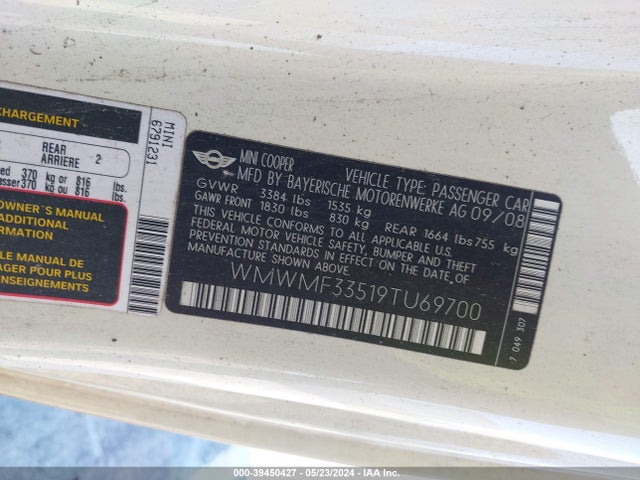 CHARGEMENT
REAR
ARRIERE 2
370 kg or 816 lbs.
370 kg ou 816 lbs.
OWNER'S MANUAL
ADDITIONAL
le MANUEL de
POUR PLUS
RENSEIGNEMENTS
MINI
6791231
MINI COOPER
VEHICLE TYPE: PASSENGER CAR
MFD BY BAYERISCHE MOTORENWERKE AG 09/08
GVWR 3384 lbs 1535 kg
GAWR FRONT 1830 lbs 830 kg REAR 1664 lbs 755 kg
THIS VEHICLE CONFORMS TO ALL APPLICABLE
FEDERAL MOTOR VEHICLE SAFETY, BUMPER AND THEFT
PREVENTION STANDARDS IN EFFECT ON THE DATE OF
MANUFACTURE SHOWN ABOVE.
WMWMF33519TU69700
7 049 307
000-39450427 - 05/23/2024 - IAA Inc.